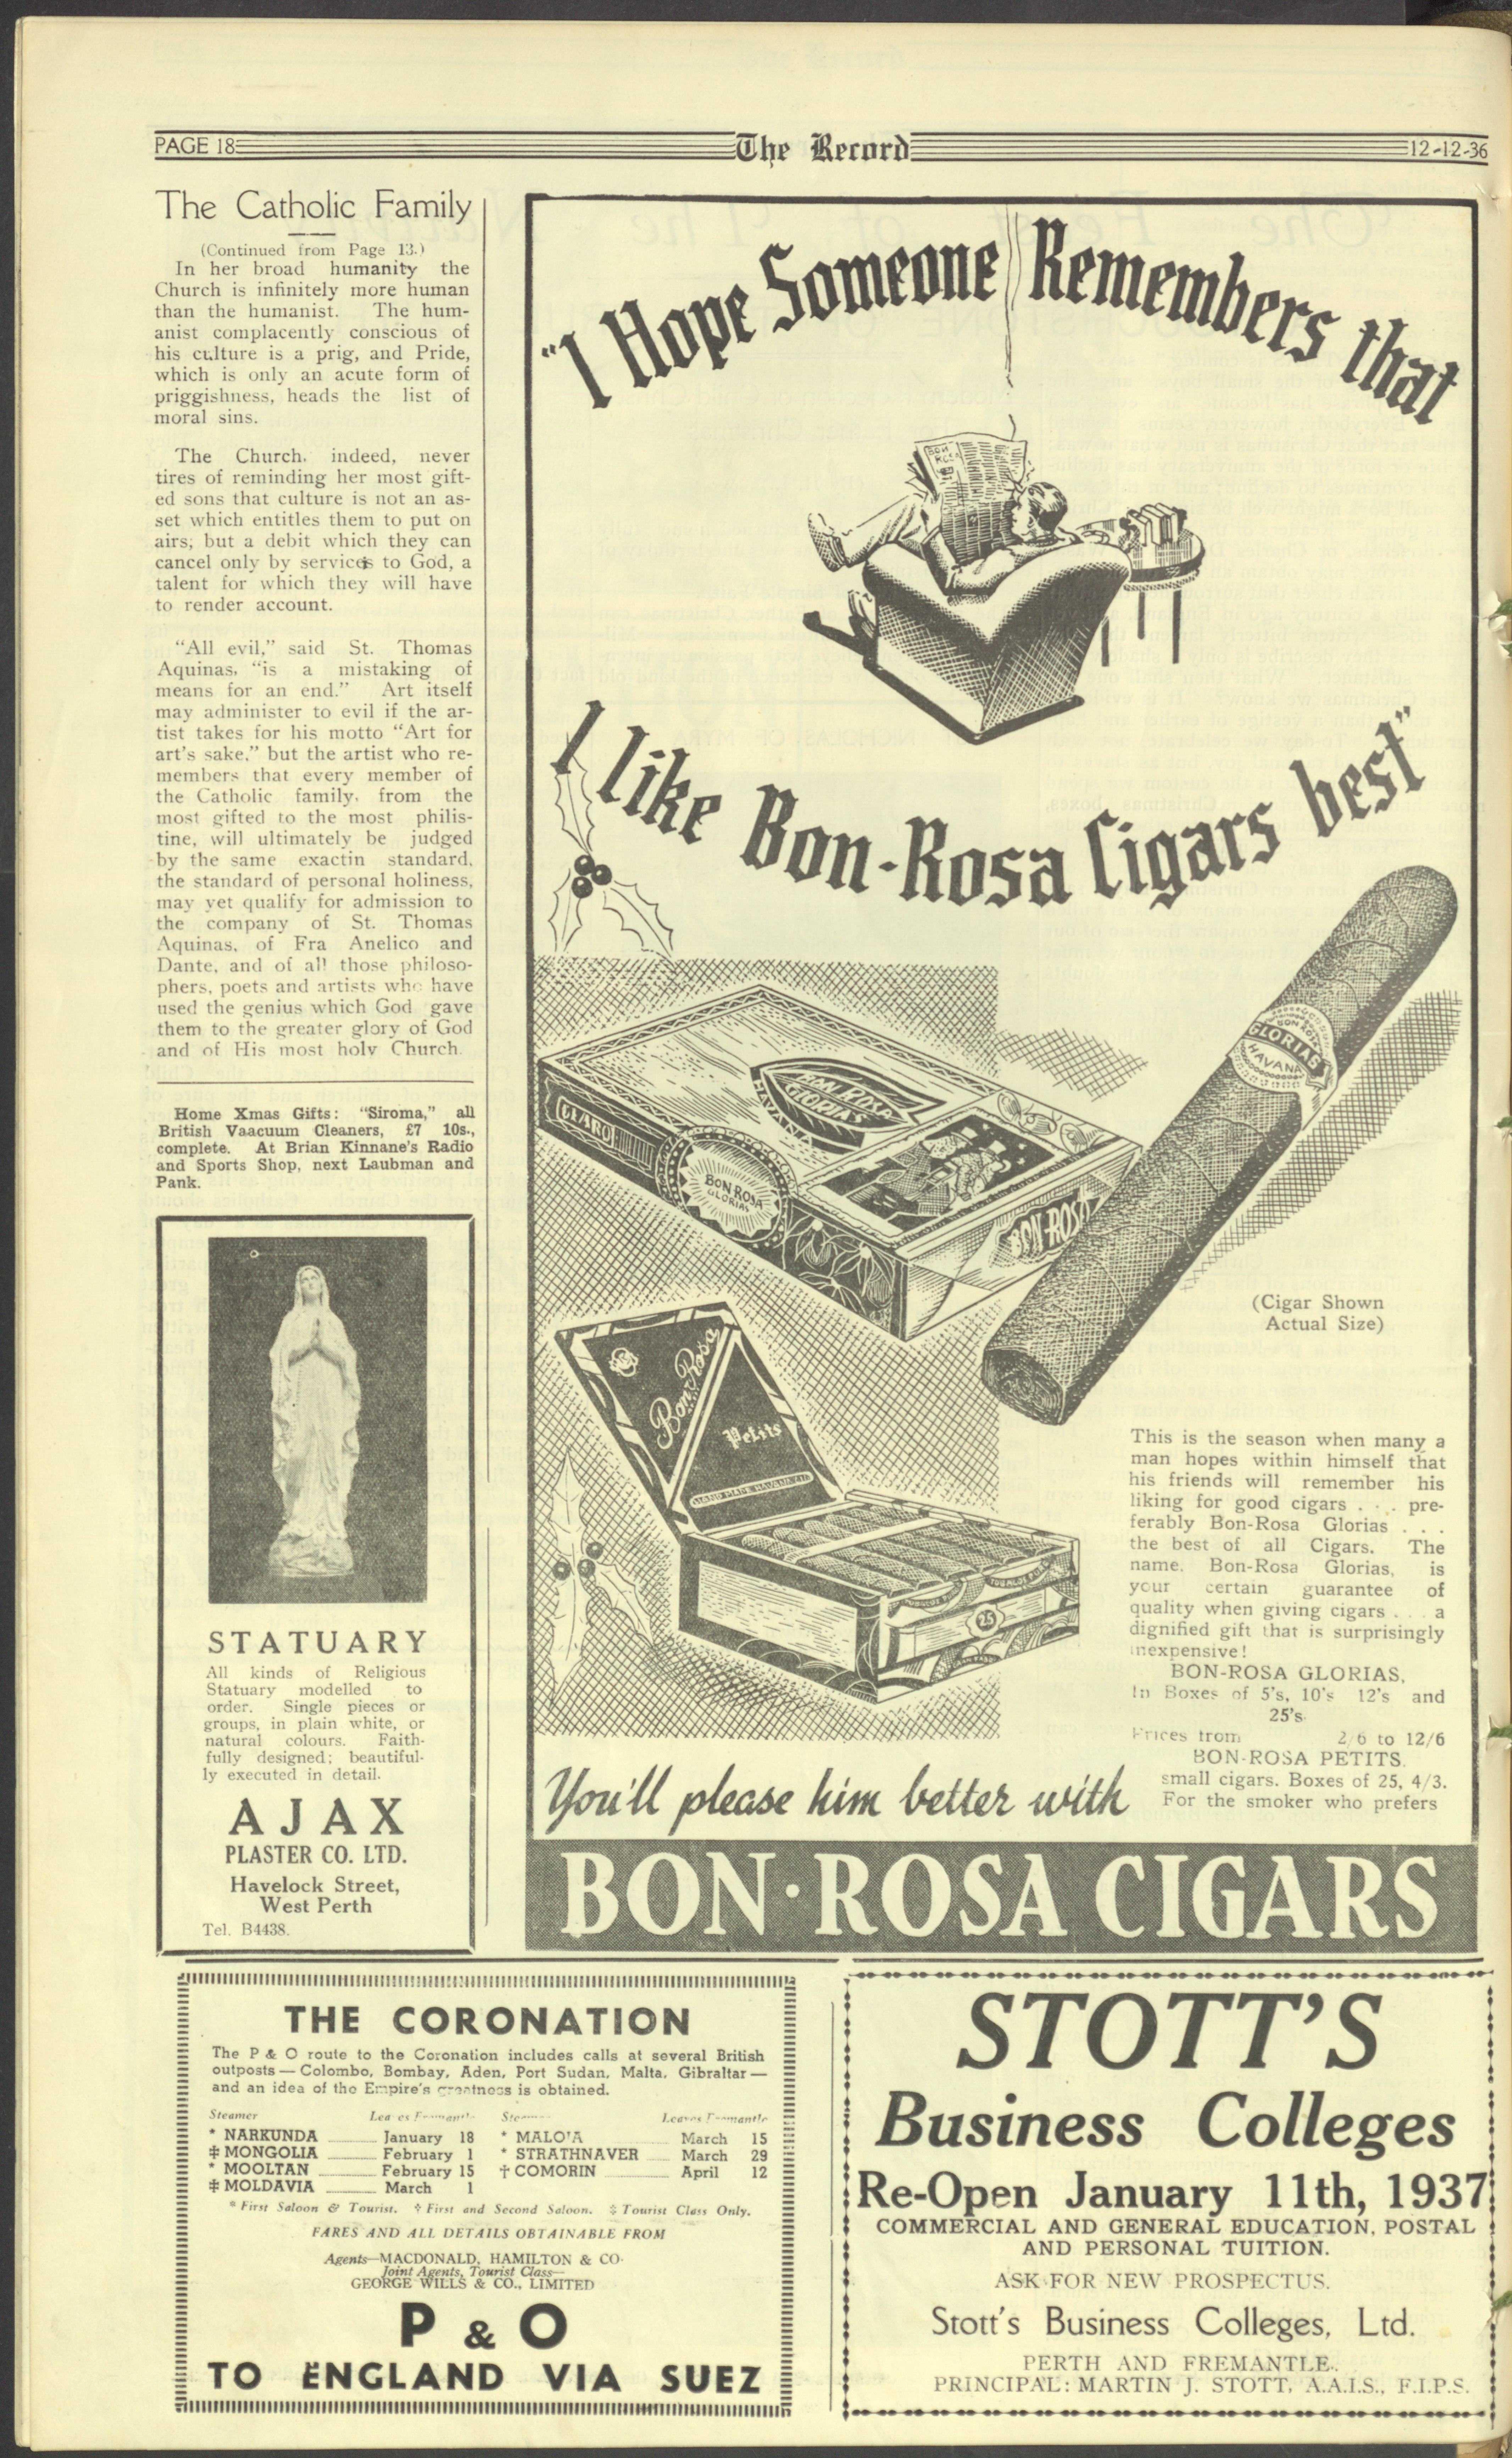 PAGE 18
The Record
12-12-36
The Catholic Family
(Continued from Page 13.)
In her broad humanity the
Church is infinitely more human
than the humanist. The hum-
anist complacently conscious of
his culture is a prig, and Pride,
which is only an acute form of
priggishness, heads the list of
moral sins.
The Church, indeed, never
tires of reminding her most gift-
ed sons that culture is not an as-
set which entitles them to put on
airs, but a debit which they can
cancel only by services to God, a
talent for which they will have
to render account.
"All evil," said St. Thomas
Aquinas, "is a mistaking of
means for an end." Art itself
may administer to evil if the ar-
tist takes for his motto "Art for
art's sake," but the artist who re-
members that every member of
the Catholic family, from the
most gifted to the most philis-
tine, will ultimately be judged
by the same exactin standard,
the standard of personal holiness,
may yet qualify for admission to
the company of St. Thomas
Aquinas, of Fra Anelico and
Dante, and of all those philoso-
phers, poets and artists who have
used the genius which God gave
them to the greater glory of God
and of His most holy Church.
Home Xmas Gifts: "Siroma," all
British Vaacuum Cleaners, £7 10s.,
complete. At Brian Kinnane's Radio
and Sports Shop, next Laubman and
Pank.
STATUARY
All kinds of Religious
Statuary modelled to
order. Single pieces or
groups, in plain white, or
natural colours. Faith-
fully designed; beautiful-
ly executed in detail.
AJAX
PLASTER CO. LTD.
Havelock Street,
West Perth
Tel. B4438.
"I Hope Someone Remembers that
BON ROSA
I like Bon-Rosa Cigars best"
BON ROSA
GLORIAS
HAVANA
BON-ROSA
GLORIAS
HAVANA
CLARO
BON ROSA
GLORIAS
BON-ROSA
(Cigar Shown
Actual Size)
Bon Rosa
Petits
25
This is the season when many a
man hopes within himself that
his friends will remember his
liking for good cigars . . . pre-
ferably Bon-Rosa Glorias . . .
the best of all Cigars. The
name, Bon-Rosa Glorias, is
your certain guarantee of
quality when giving cigars . . . a
dignified gift that is surprisingly
inexpensive!
BON-ROSA GLORIAS,
In Boxes of 5's, 10's 12's and
25's.
Prices from 2/6 to 12/6
BON-ROSA PETITS.
small cigars. Boxes of 25, 4/3.
For the smoker who prefers
You'll please him better with
BON·ROSA CIGARS
THE CORONATION
The P & O route to the Coronation includes calls at several British
outposts — Colombo, Bombay, Aden, Port Sudan, Malta, Gibraltar —
and an idea of the Empire's greatness is obtained.
Steamer Leaves Fremantle Steamer Leaves Fremantle
* NARKUNDA January 18 * MALOJA March 15
‡ MONGOLIA February 1 * STRATHNAVER March 29
* MOOLTAN February 15 † COMORIN April 12
‡ MOLDAVIA March 1
* First Saloon & Tourist. † First and Second Saloon. ‡ Tourist Class Only.
FARES AND ALL DETAILS OBTAINABLE FROM
Agents—MACDONALD, HAMILTON & CO.
Joint Agents, Tourist Class—
GEORGE WILLS & CO., LIMITED
P & O
TO ENGLAND VIA SUEZ
STOTT'S
Business Colleges
Re-Open January 11th, 1937
COMMERCIAL AND GENERAL EDUCATION, POSTAL
AND PERSONAL TUITION.
ASK FOR NEW PROSPECTUS.
Stott's Business Colleges, Ltd.
PERTH AND FREMANTLE.
PRINCIPAL: MARTIN J. STOTT, A.A.I.S., F.I.P.S.